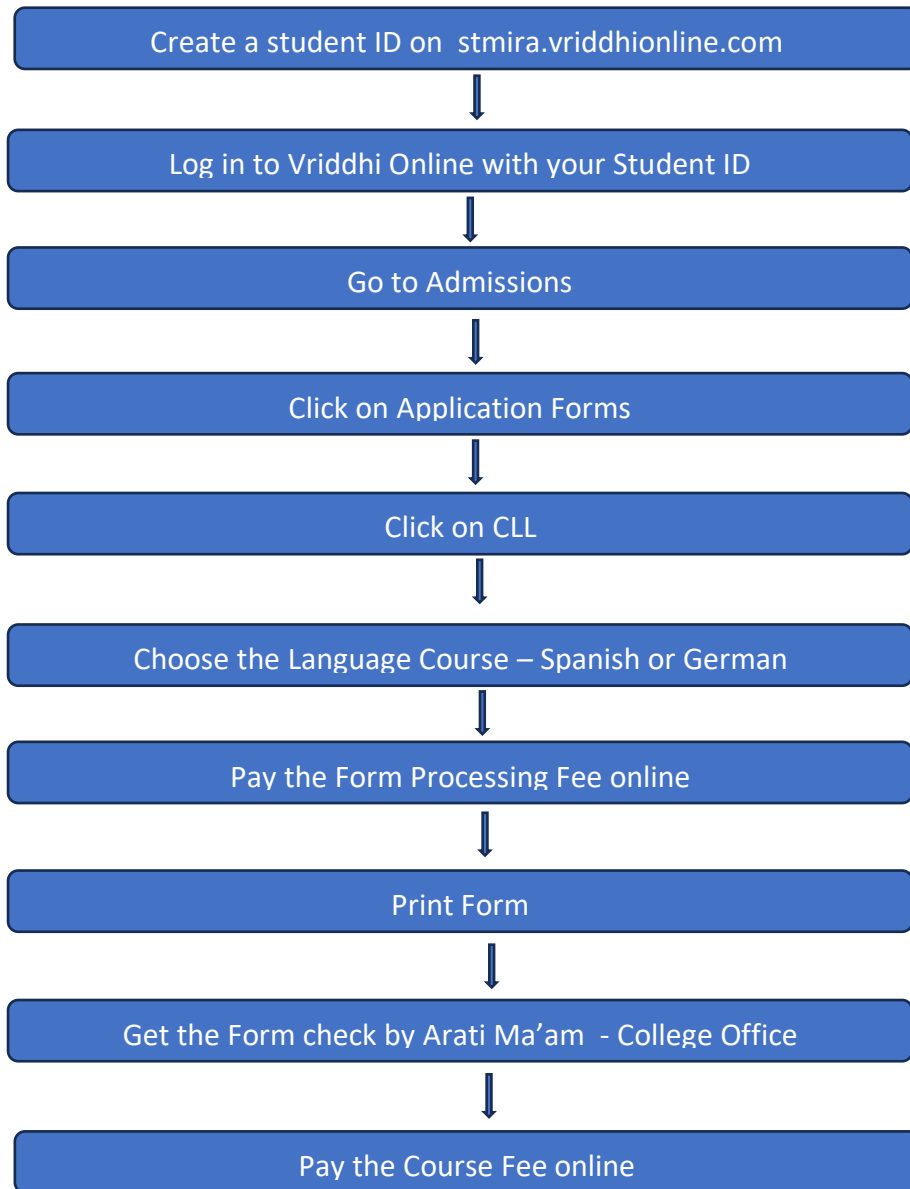 Create a student ID on  stmira.vriddhionline.com
Log in to Vriddhi Online with your Student ID
Go to Admissions
Click on Application Forms
Click on CLL
Choose the Language Course – Spanish or German
Pay the Form Processing Fee online
Print Form
Get the Form check by Arati Ma’am  - College Office
Pay the Course Fee online